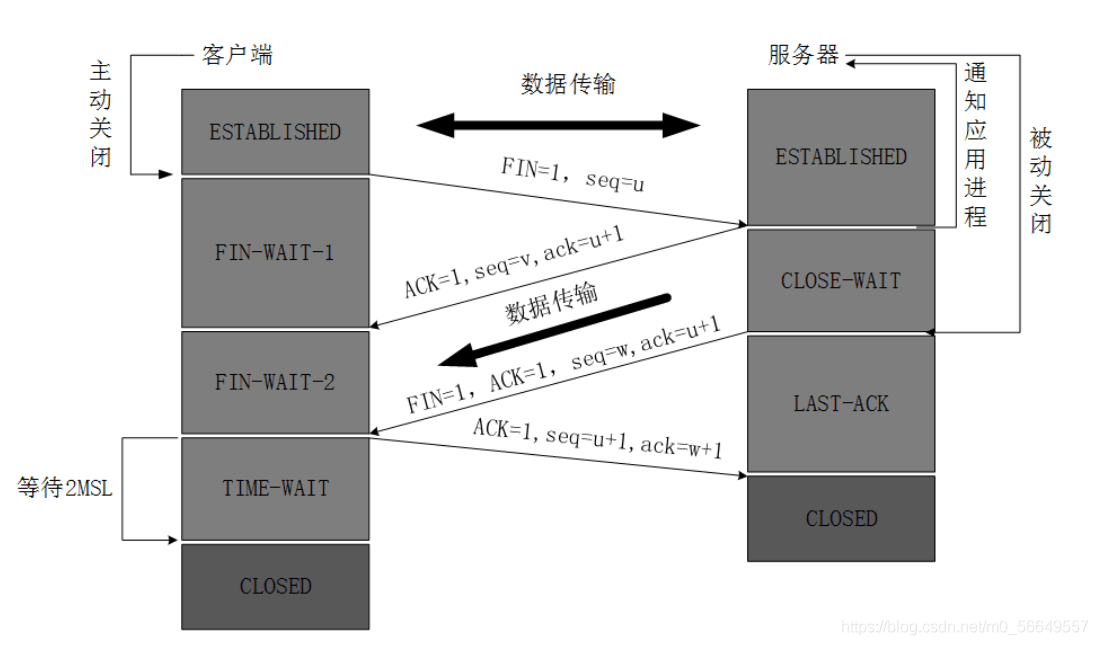 客户端
服务器
主动关闭
数据传输
通知应用进程
被动关闭
ESTABLISHED
ESTABLISHED
FIN=1, seq=u
FIN-WAIT-1
ACK=1,seq=v,ack=u+1
CLOSE-WAIT
数据传输
FIN-WAIT-2
FIN=1, ACK=1, seq=w,ack=u+1
LAST-ACK
ACK=1,seq=u+1,ack=w+1
等待2MSL
TIME-WAIT
CLOSED
CLOSED
https://blog.csdn.net/m0_56649557